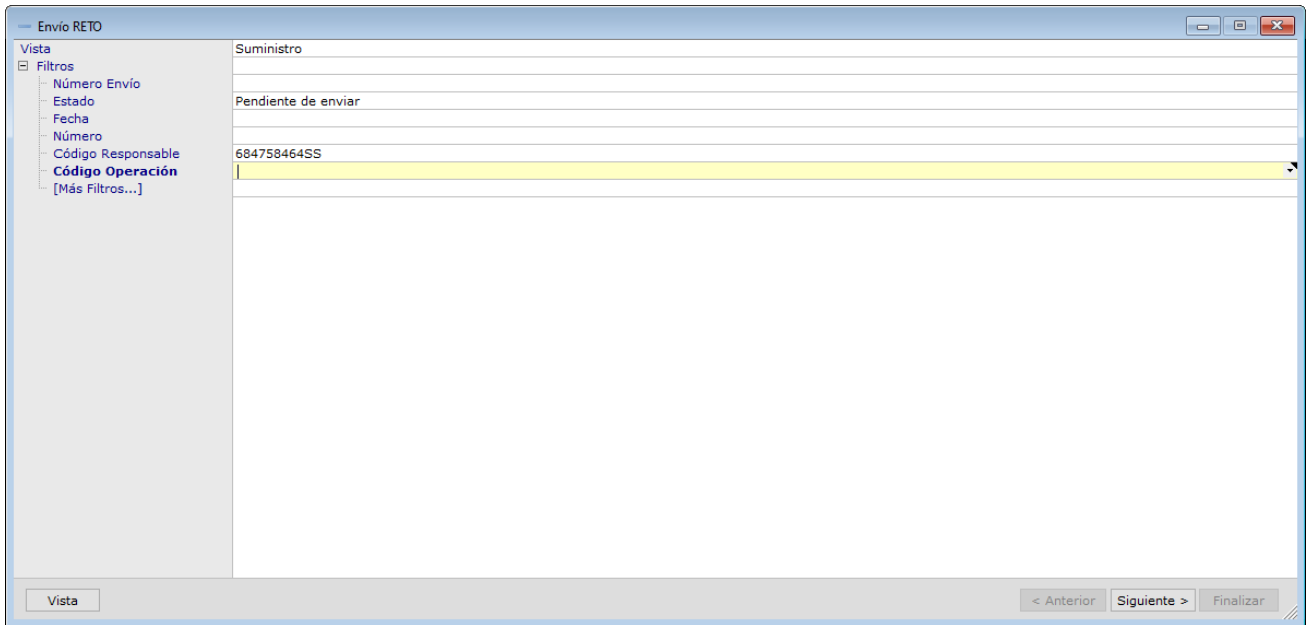 Envío RETO
Vista Suministro
Filtros
Número Envío
Estado Pendiente de enviar
Fecha
Número
Código Responsable 684758464SS
Código Operación
[Más Filtros...]
Vista < Anterior Siguiente > Finalizar